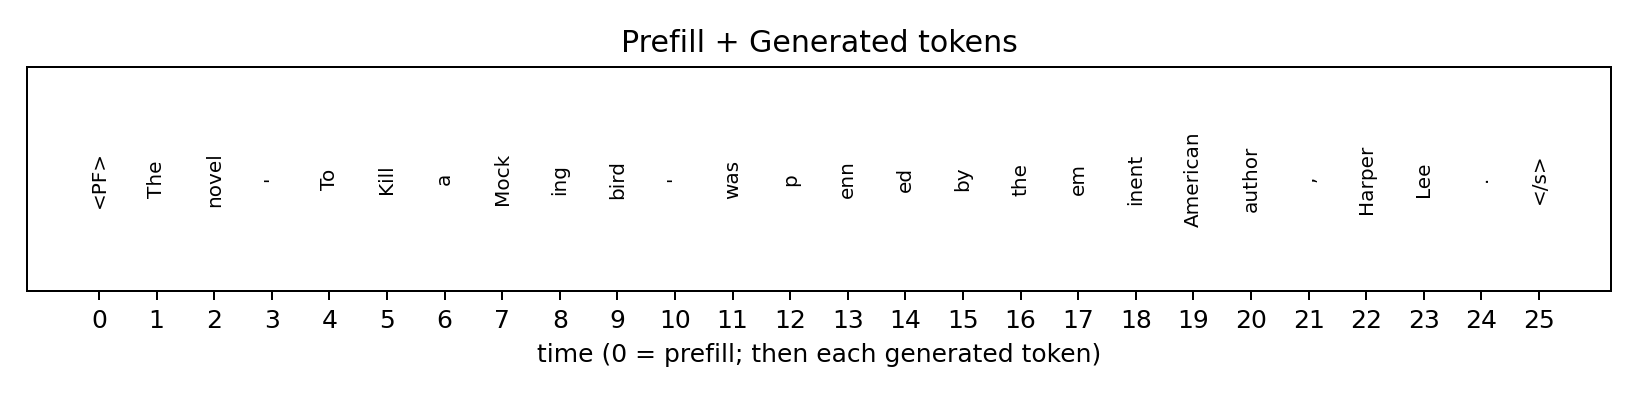 Prefill + Generated tokens
<PF> The novel ' To Kill a Mock ing bird ' was p enn ed by the em inent American author , Harper Lee . </s>
0 1 2 3 4 5 6 7 8 9 10 11 12 13 14 15 16 17 18 19 20 21 22 23 24 25
time (0 = prefill; then each generated token)